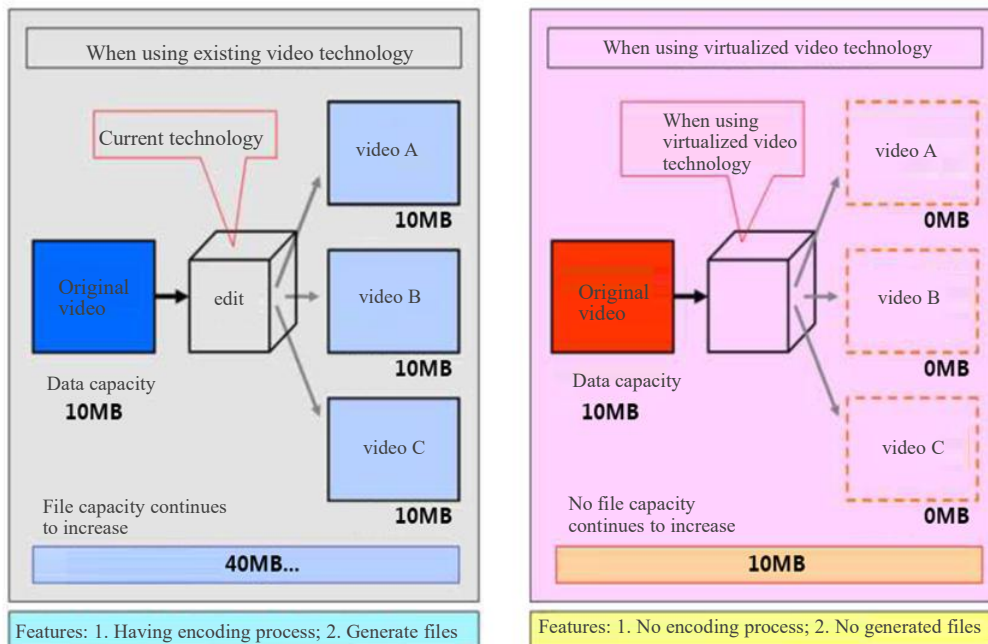 When using existing video technology
Current technology
video A
10MB
Original
video
edit
video B
10MB
Data capacity
10MB
video C
10MB
File capacity continues
to increase
40MB...
Features: 1. Having encoding process; 2. Generate files
When using virtualized video technology
When using
virtualized video
technology
video A
0MB
Original
video
video B
0MB
Data capacity
10MB
video C
0MB
No file capacity
continues to increase
10MB
Features: 1. No encoding process; 2. No generated files